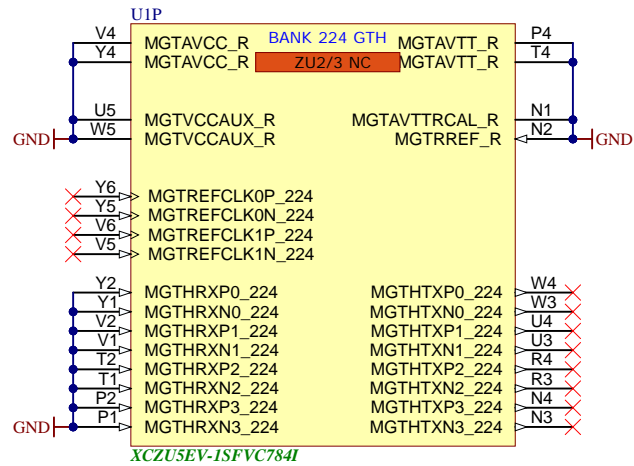 U1P
BANK 224 GTH
ZU2/3 NC
V4 MGTAVCC_R MGTAVTT_R P4
Y4 MGTAVCC_R MGTAVTT_R T4
U5 MGTVCCAUX_R MGTAVTTRCAL_R N1
GND W5 MGTVCCAUX_R MGTRREF_R N2 GND
Y6 MGTREFCLK0P_224
Y5 MGTREFCLK0N_224
V6 MGTREFCLK1P_224
V5 MGTREFCLK1N_224
Y2 MGTHRXP0_224 MGTHTXP0_224 W4
Y1 MGTHRXN0_224 MGTHTXN0_224 W3
V2 MGTHRXP1_224 MGTHTXP1_224 U4
V1 MGTHRXN1_224 MGTHTXN1_224 U3
T2 MGTHRXP2_224 MGTHTXP2_224 R4
T1 MGTHRXN2_224 MGTHTXN2_224 R3
P2 MGTHRXP3_224 MGTHTXP3_224 N4
GND P1 MGTHRXN3_224 MGTHTXN3_224 N3
XCZU5EV-1SFVC784I